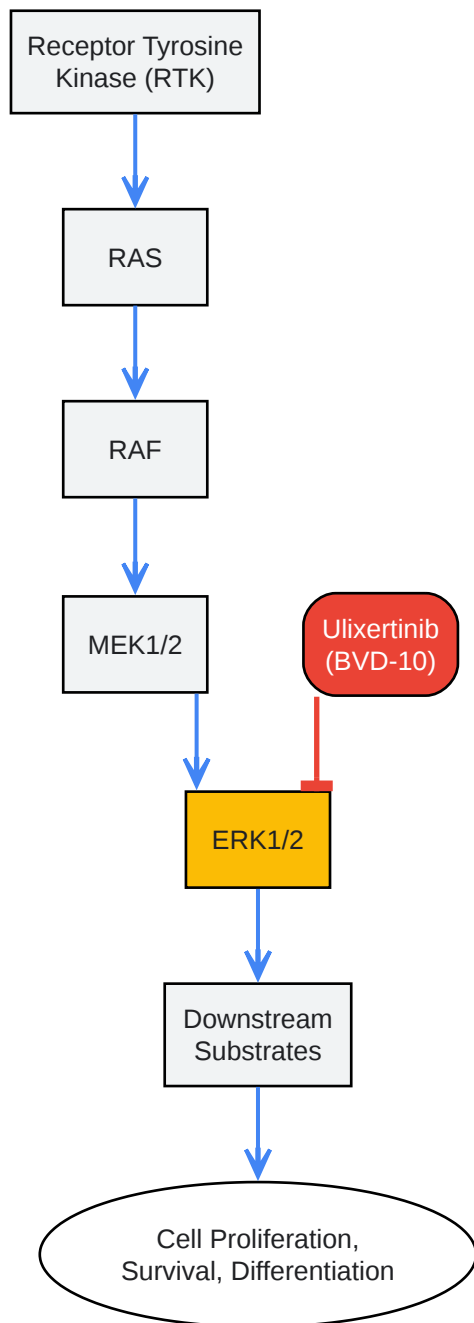 Receptor Tyrosine
Kinase (RTK)
RAS
RAF
MEK1/2
Ulixertinib
(BVD-10)
ERK1/2
Downstream
Substrates
Cell Proliferation,
Survival, Differentiation